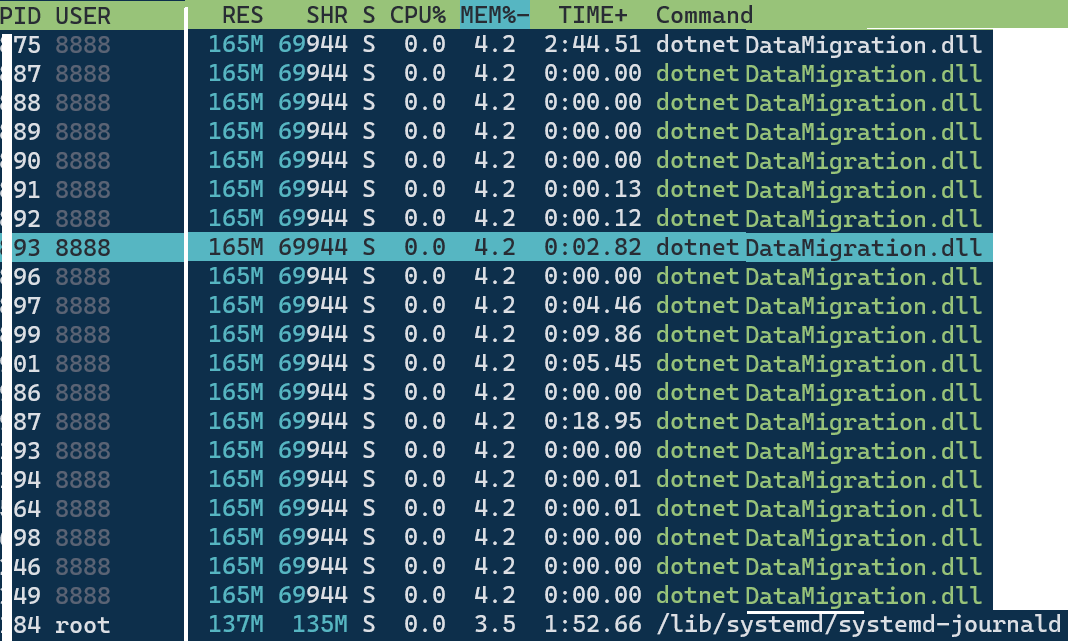 PID USER RES SHR S CPU% MEM%- TIME+ Command
75 8888 165M 69944 S 0.0 4.2 2:44.51 dotnet DataMigration.dll
87 8888 165M 69944 S 0.0 4.2 0:00.00 dotnet DataMigration.dll
88 8888 165M 69944 S 0.0 4.2 0:00.00 dotnet DataMigration.dll
89 8888 165M 69944 S 0.0 4.2 0:00.00 dotnet DataMigration.dll
90 8888 165M 69944 S 0.0 4.2 0:00.00 dotnet DataMigration.dll
91 8888 165M 69944 S 0.0 4.2 0:00.13 dotnet DataMigration.dll
92 8888 165M 69944 S 0.0 4.2 0:00.12 dotnet DataMigration.dll
93 8888 165M 69944 S 0.0 4.2 0:02.82 dotnet DataMigration.dll
96 8888 165M 69944 S 0.0 4.2 0:00.00 dotnet DataMigration.dll
97 8888 165M 69944 S 0.0 4.2 0:04.46 dotnet DataMigration.dll
99 8888 165M 69944 S 0.0 4.2 0:09.86 dotnet DataMigration.dll
01 8888 165M 69944 S 0.0 4.2 0:05.45 dotnet DataMigration.dll
86 8888 165M 69944 S 0.0 4.2 0:00.00 dotnet DataMigration.dll
87 8888 165M 69944 S 0.0 4.2 0:18.95 dotnet DataMigration.dll
93 8888 165M 69944 S 0.0 4.2 0:00.00 dotnet DataMigration.dll
94 8888 165M 69944 S 0.0 4.2 0:00.01 dotnet DataMigration.dll
64 8888 165M 69944 S 0.0 4.2 0:00.01 dotnet DataMigration.dll
98 8888 165M 69944 S 0.0 4.2 0:00.00 dotnet DataMigration.dll
46 8888 165M 69944 S 0.0 4.2 0:00.00 dotnet DataMigration.dll
49 8888 165M 69944 S 0.0 4.2 0:00.00 dotnet DataMigration.dll
84 root 137M 135M S 0.0 3.5 1:52.66 /lib/systemd/systemd-journald